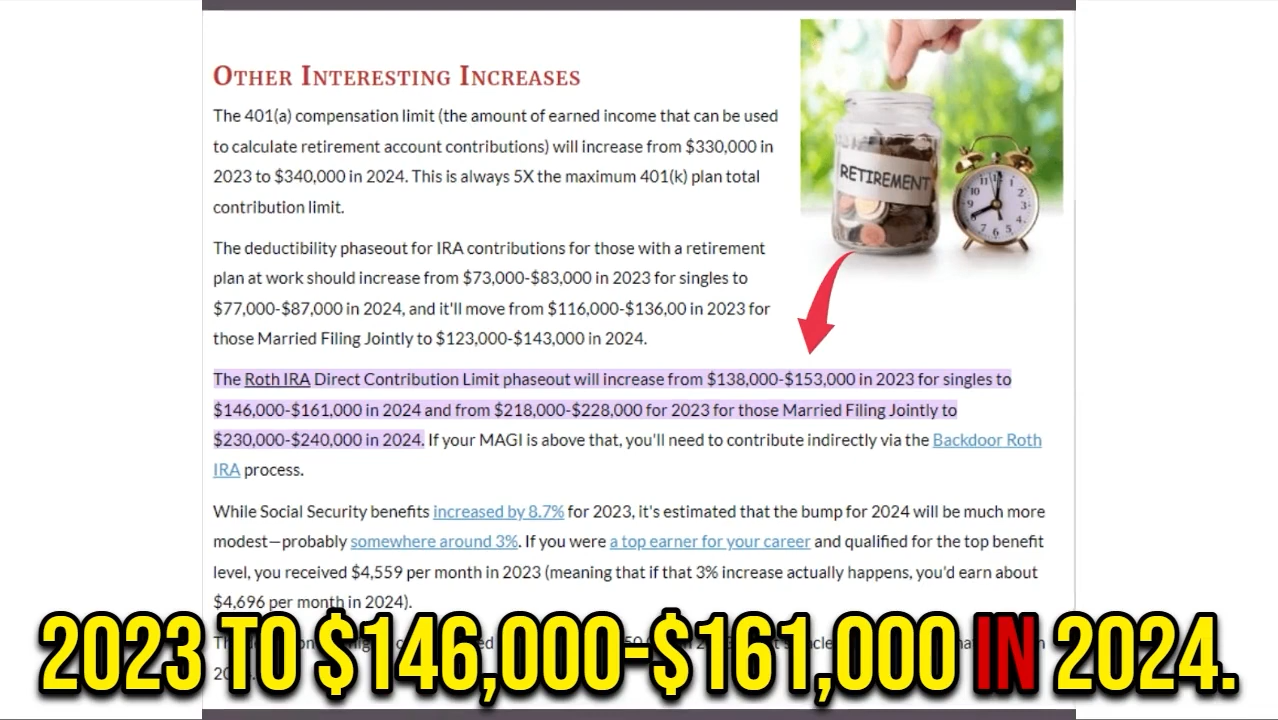 OTHER INTERESTING INCREASES
The 401(a) compensation limit (the amount of earned income that can be used
to calculate retirement account contributions) will increase from $330,000 in
2023 to $340,000 in 2024. This is always 5X the maximum 401(k) plan total
contribution limit.
RETIREMENT
The deductibility phaseout for IRA contributions for those with a retirement
plan at work should increase from $73,000-$83,000 in 2023 for singles to
$77,000-$87,000 in 2024, and it'll move from $116,000-$136,00 in 2023 for
those Married Filing Jointly to $123,000-$143,000 in 2024.
The Roth IRA Direct Contribution Limit phaseout will increase from $138,000-$153,000 in 2023 for singles to
$146,000-$161,000 in 2024 and from $218,000-$228,000 for 2023 for those Married Filing Jointly to
$230,000-$240,000 in 2024. If your MAGI is above that, you'll need to contribute indirectly via the Backdoor Roth
IRA process.
While Social Security benefits increased by 8.7% for 2023, it's estimated that the bump for 2024 will be much more
modest—probably somewhere around 3%. If you were a top earner for your career and qualified for the top benefit
level, you received $4,559 per month in 2023 (meaning that if that 3% increase actually happens, you'd earn about
$4,696 per month in 2024).
2023 TO $146,000-$161,000 IN 2024.